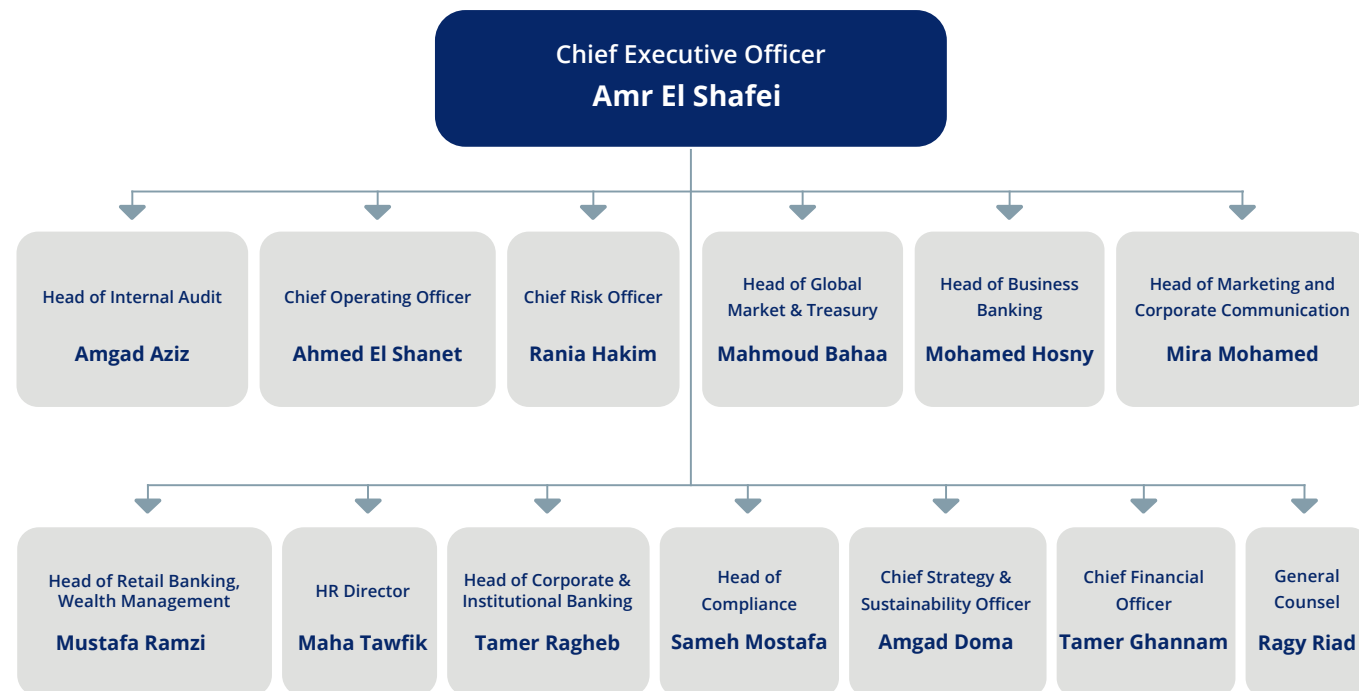 Chief Executive Officer
Amr El Shafei
Head of Internal Audit
Amgad Aziz
Chief Operating Officer
Ahmed El Shanet
Chief Risk Officer
Rania Hakim
Head of Global
Market & Treasury
Mahmoud Bahaa
Head of Business
Banking
Mohamed Hosny
Head of Marketing and
Corporate Communication
Mira Mohamed
Head of Retail Banking,
Wealth Management
Mustafa Ramzi
HR Director
Maha Tawfik
Head of Corporate &
Institutional Banking
Tamer Ragheb
Head of
Compliance
Sameh Mostafa
Chief Strategy &
Sustainability Officer
Amgad Doma
Chief Financial
Officer
Tamer Ghannam
General
Counsel
Ragy Riad